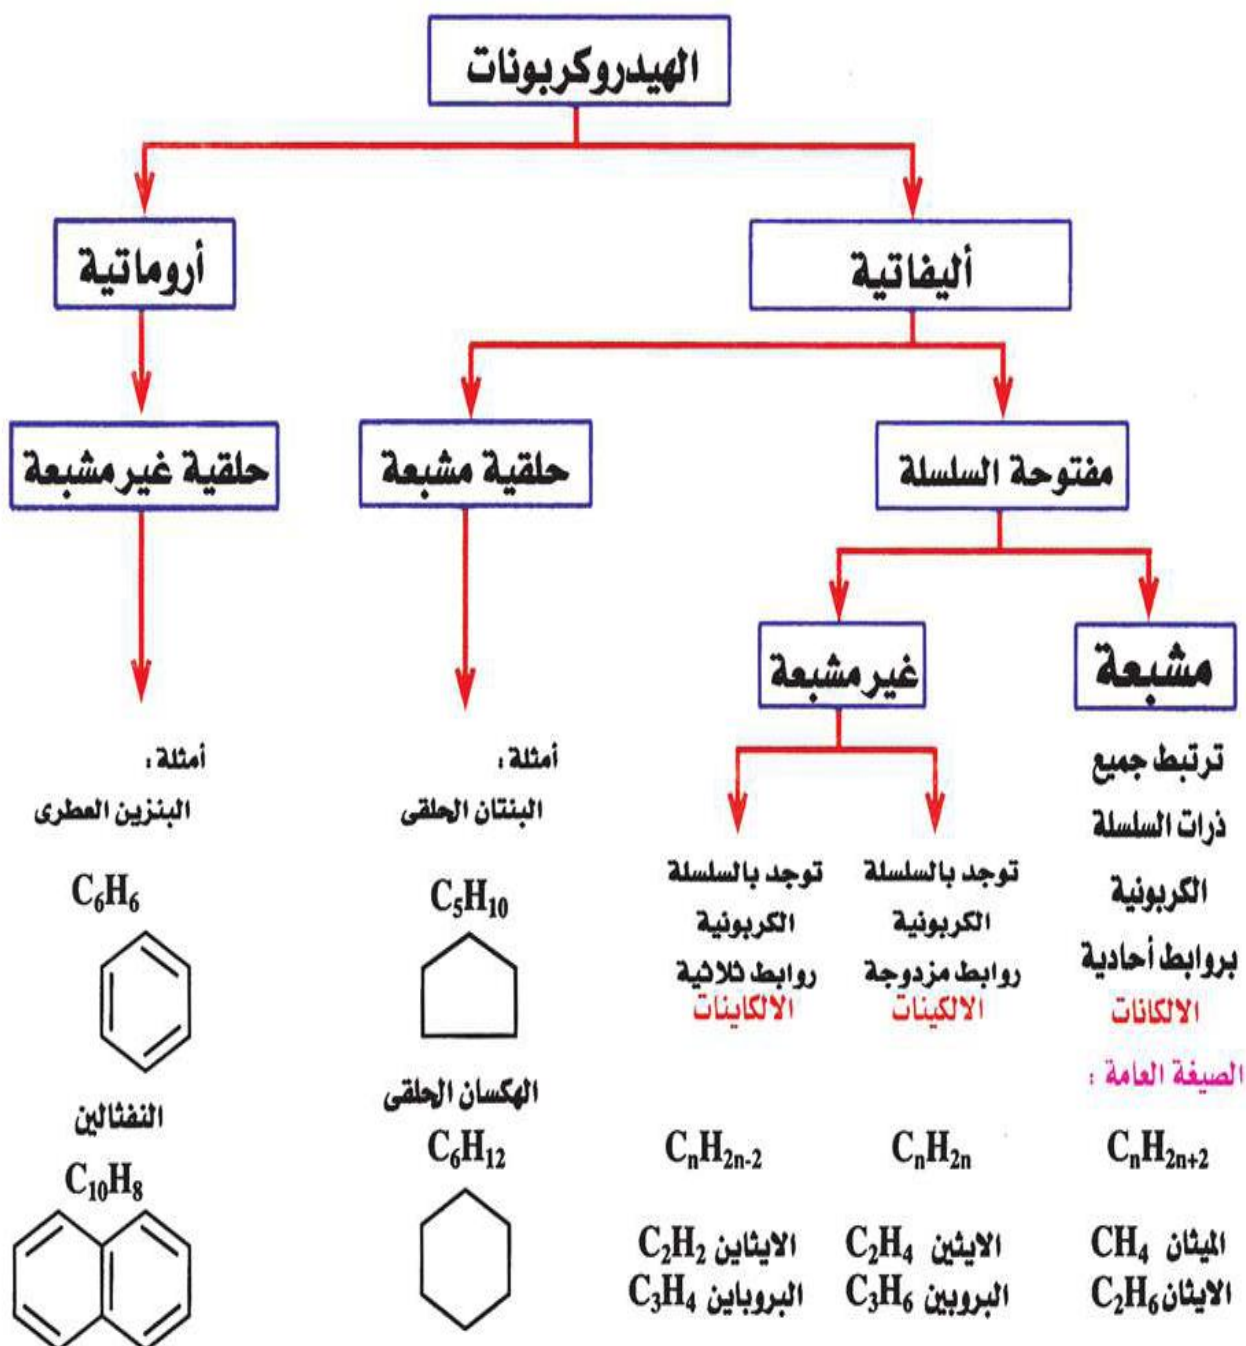 الهيدروكربونات
أليفاتية
أروماتية
مفتوحة السلسلة
حلقية مشبعة
حلقية غير مشبعة
مشبعة
غير مشبعة
ترتبط جميع
ذرات السلسلة
الكربونية
بروابط أحادية
الالكانات
الصيغة العامة :
CnH2n+2
الميثان CH4
الايثان C2H6
توجد بالسلسلة
الكربونية
روابط مزدوجة
الالكينات
CnH2n
الايثين C2H4
البروبين C3H6
توجد بالسلسلة
الكربونية
روابط ثلاثية
الالكاينات
CnH2n-2
الايثاين C2H2
البروباين C3H4
أمثلة :
البنتان الحلقى
C5H10
الهكسان الحلقى
C6H12
أمثلة :
البنزين العطرى
C6H6
النفثالين
C10H8